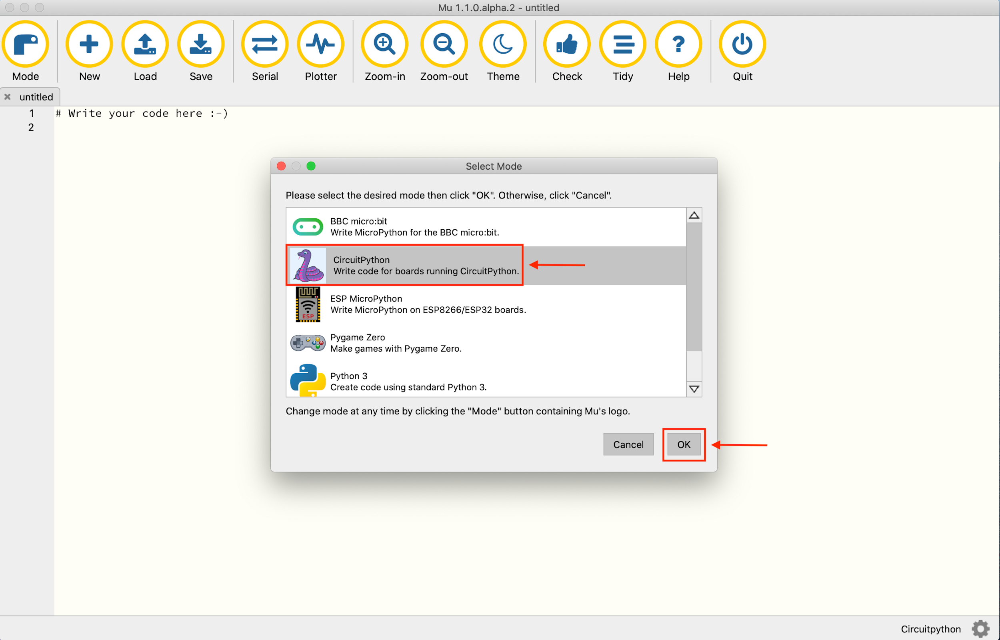 Mu 1.1.0.alpha.2 - untitled
Mode New Load Save Serial Plotter Zoom-in Zoom-out Theme Check Tidy Help Quit
untitled
1 # Write your code here :-)
2
Select Mode
Please select the desired mode then click "OK". Otherwise, click "Cancel".
BBC micro:bit
Write MicroPython for the BBC micro:bit.
CircuitPython
Write code for boards running CircuitPython.
ESP
ESP MicroPython
Write MicroPython on ESP8266/ESP32 boards.
Pygame Zero
Make games with Pygame Zero.
Python 3
Create code using standard Python 3.
Change mode at any time by clicking the "Mode" button containing Mu's logo.
Cancel OK
Circuitpython